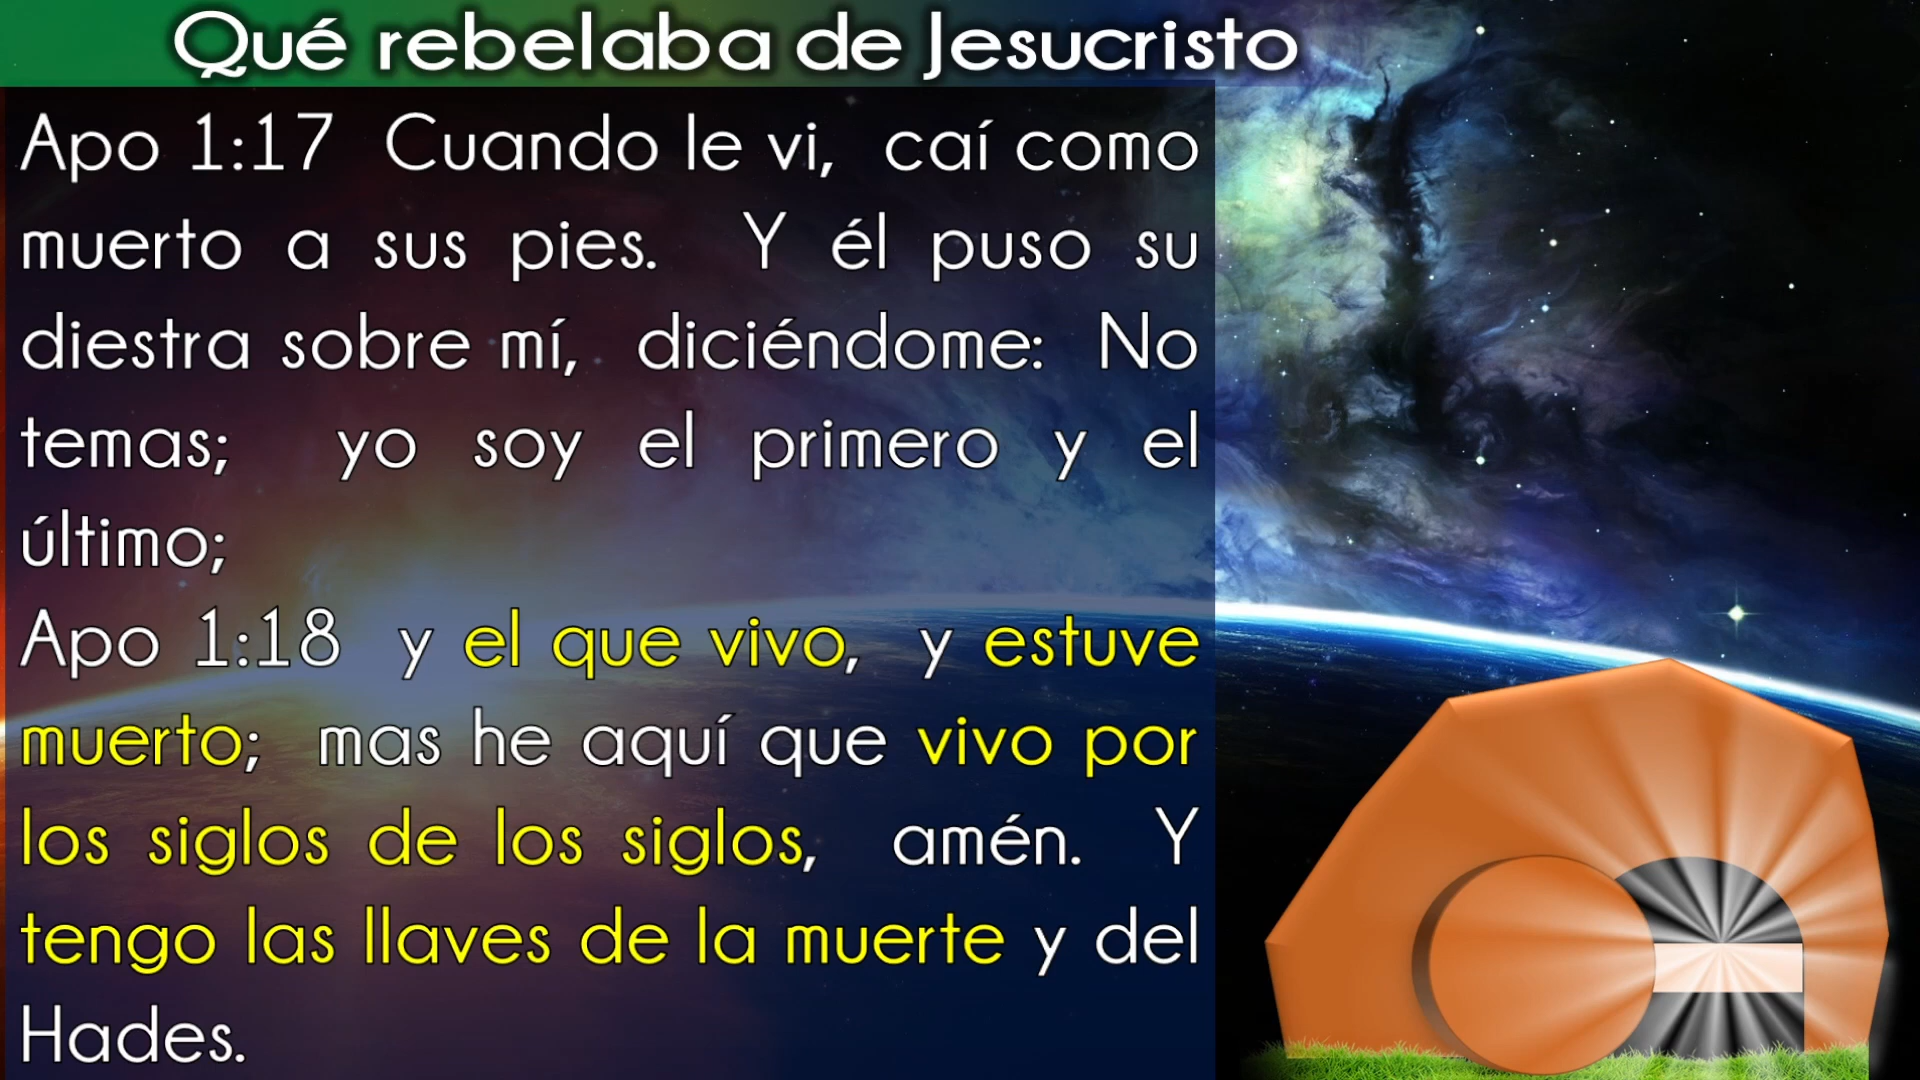 Qué rebelaba de Jesucristo
Apo 1:17 Cuando le vi, caí como
muerto a sus pies. Y él puso su
diestra sobre mí, diciéndome: No
temas; yo soy el primero y el
último;
Apo 1:18 y el que vivo, y estuve
muerto; mas he aquí que vivo por
los siglos de los siglos, amén. Y
tengo las llaves de la muerte y del
Hades.